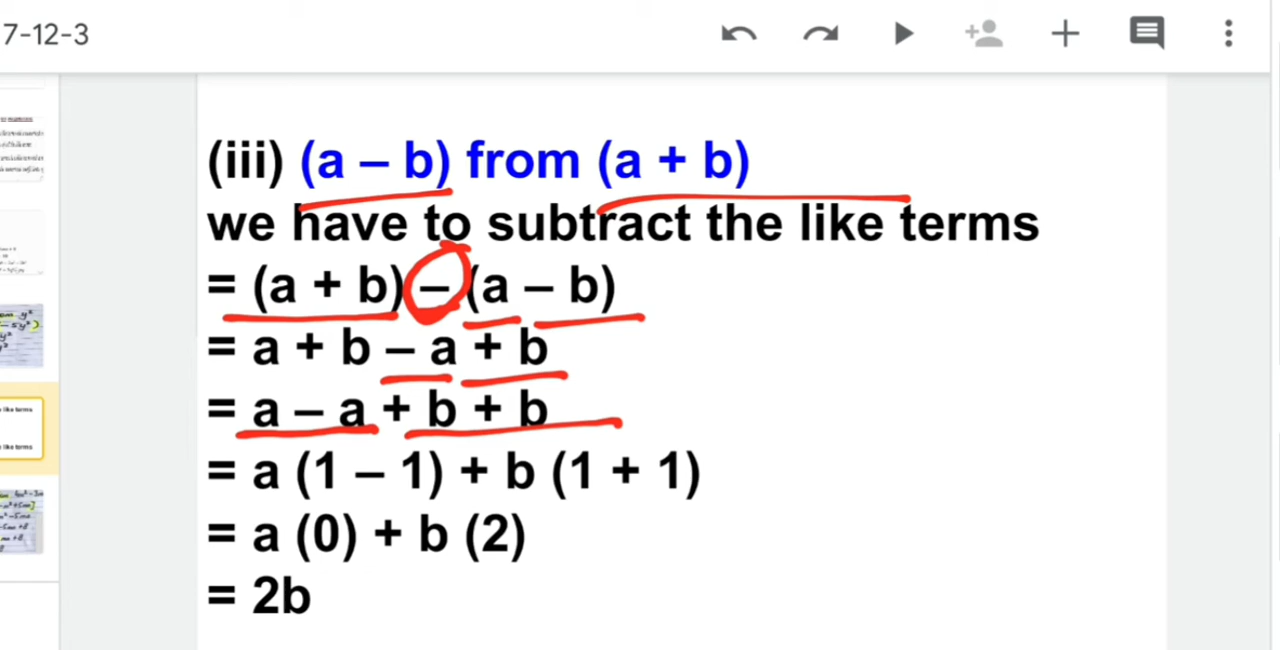 7-12-3
(iii) (a – b) from (a + b)
we have to subtract the like terms
= (a + b) – (a – b)
= a + b – a + b
= a – a + b + b
= a (1 – 1) + b (1 + 1)
= a (0) + b (2)
= 2b